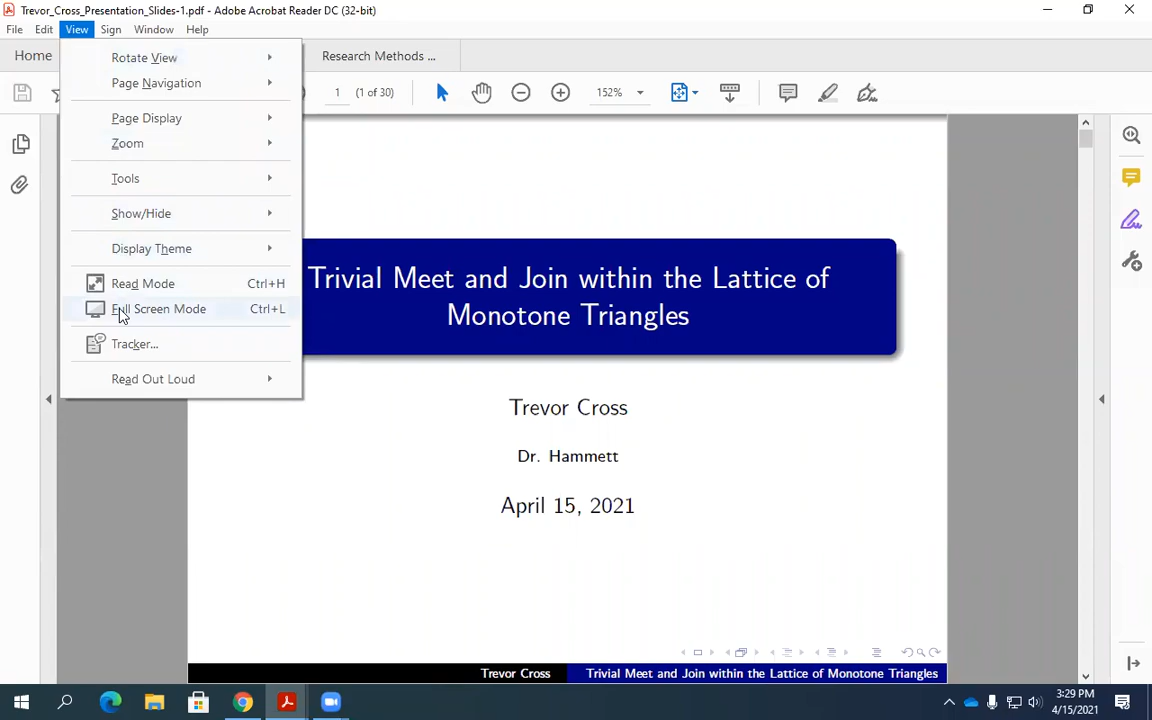 Trevor_Cross_Presentation_Slides-1.pdf - Adobe Acrobat Reader DC (32-bit)
File Edit View Sign Window Help
Home
Research Methods ...
1 (1 of 30)
152%
Rotate View
Page Navigation
Page Display
Zoom
Tools
Show/Hide
Display Theme
Read Mode Ctrl+H
Full Screen Mode Ctrl+L
Tracker...
Read Out Loud
Trivial Meet and Join within the Lattice of
Monotone Triangles
Trevor Cross
Dr. Hammett
April 15, 2021
Trevor Cross Trivial Meet and Join within the Lattice of Monotone Triangles
3:29 PM
4/15/2021